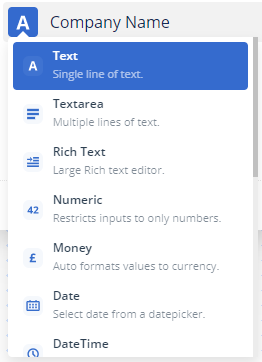 A Company Name
A Text
Single line of text.
Textarea
Multiple lines of text.
Rich Text
Large Rich text editor.
42 Numeric
Restricts inputs to only numbers.
£ Money
Auto formats values to currency.
Date
Select date from a datepicker.
DateTime